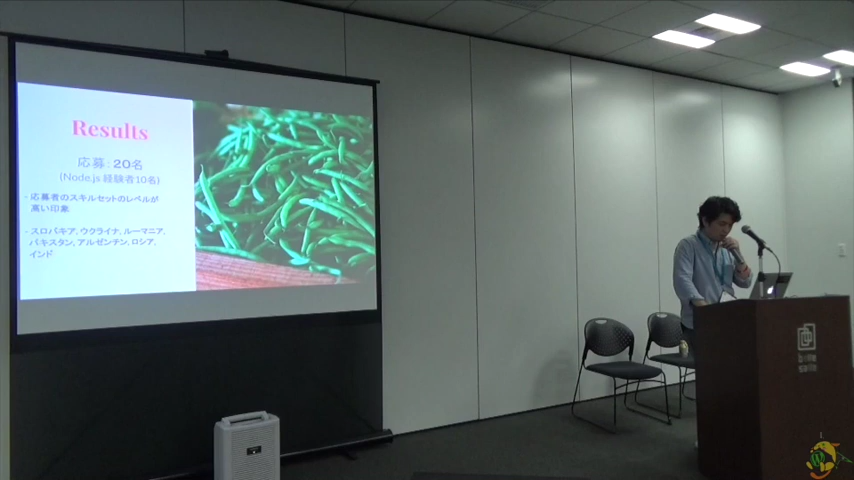 Results
応募: 20名
(Node.js 経験者10名)
- 応募者のスキルセットのレベルが
高い印象.
- スロバキア, ウクライナ, ルーマニア,
パキスタン, アルゼンチン, ロシア,
インド